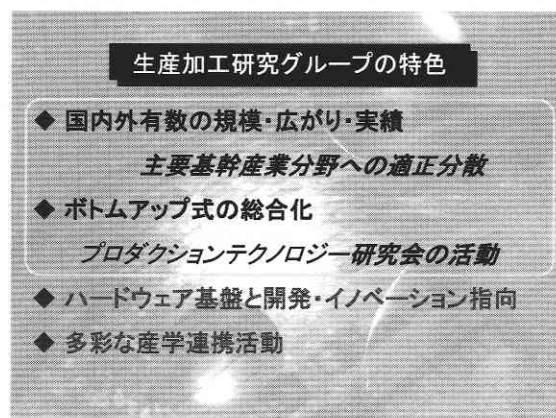 生産加工研究グループの特色
◆ 国内外有数の規模・広がり・実績
主要基幹産業分野への適正分散
◆ ボトムアップ式の総合化
プロダクションテクノロジー研究会の活動
◆ ハードウェア基盤と開発・イノベーション指向
◆ 多彩な産学連携活動